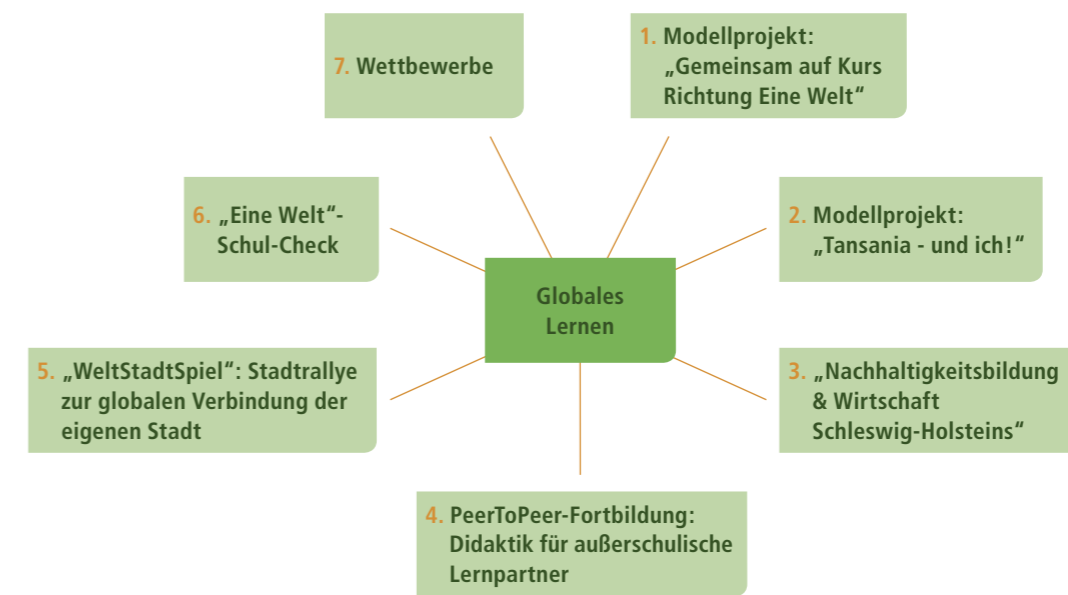 7. Wettbewerbe
1. Modellprojekt:
„Gemeinsam auf Kurs
Richtung Eine Welt“
6. „Eine Welt“-
Schul-Check
2. Modellprojekt:
„Tansania - und ich!“
Globales
Lernen
5. „WeltStadtSpiel“: Stadtrallye
zur globalen Verbindung der
eigenen Stadt
3. „Nachhaltigkeitsbildung
& Wirtschaft
Schleswig-Holsteins“
4. PeerToPeer-Fortbildung:
Didaktik für außerschulische
Lernpartner